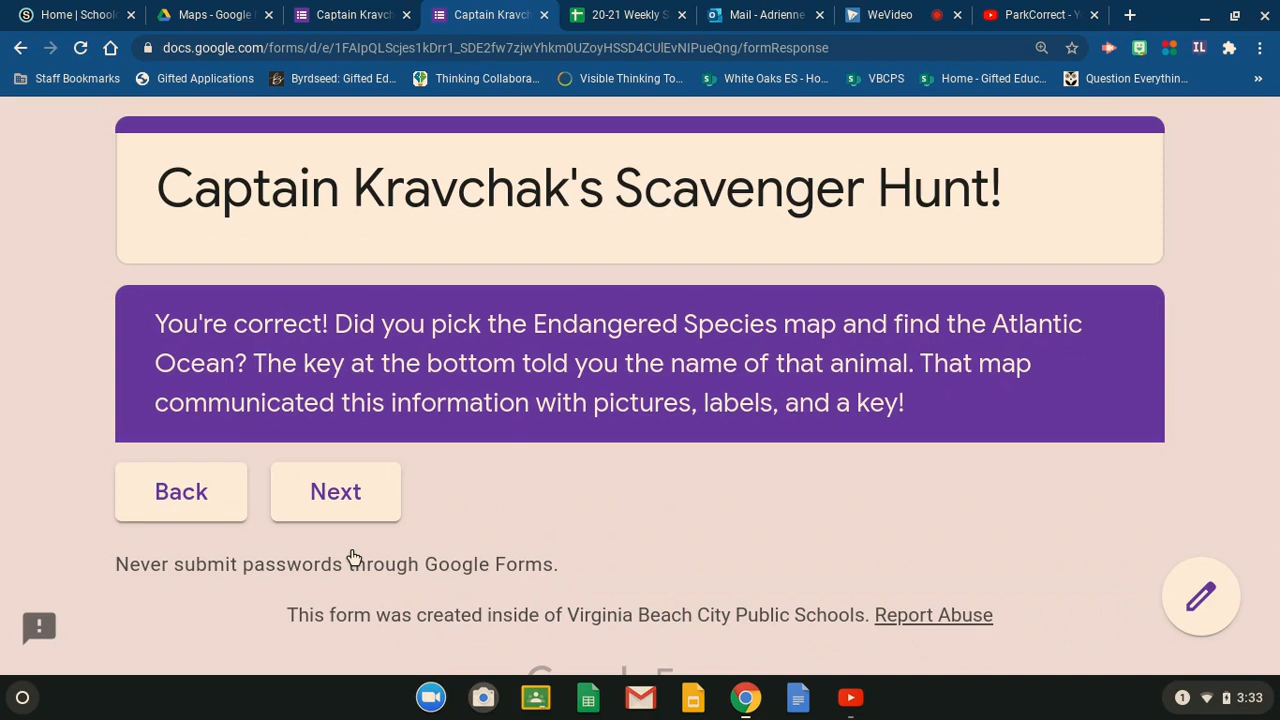 Home | Schoolo
Maps - Google
Captain Kravch
Captain Kravch
20-21 Weekly S
Mail - Adrienne
WeVideo
ParkCorrect - Y
docs.google.com/forms/d/e/1FAIpQLScjes1kDrr1_SDE2fw7zjwYhkm0UZoyHSSD4CUlEvNIPueQng/formResponse
IL
Staff Bookmarks
Gifted Applications
Byrdseed: Gifted Ed...
Thinking Collabora...
Visible Thinking To...
White Oaks ES - Ho...
VBCPS
Home - Gifted Educ...
Question Everythin...
Captain Kravchak's Scavenger Hunt!
You're correct! Did you pick the Endangered Species map and find the Atlantic
Ocean? The key at the bottom told you the name of that animal. That map
communicated this information with pictures, labels, and a key!
Back
Next
Never submit passwords through Google Forms.
This form was created inside of Virginia Beach City Public Schools. Report Abuse
1
3:33